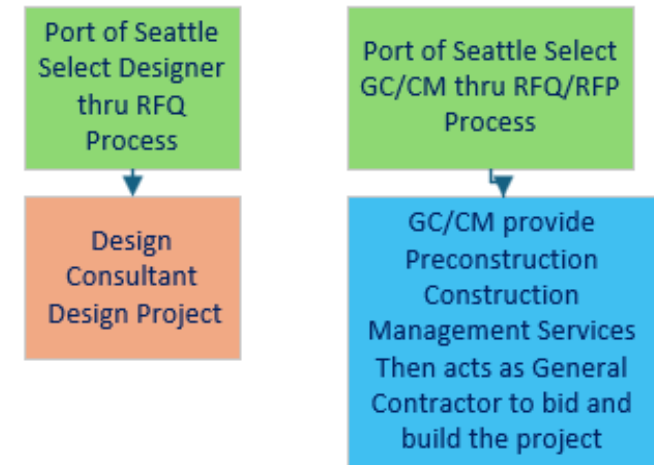 Port of Seattle
Select Designer
thru RFQ
Process
Port of Seattle Select
GC/CM thru RFQ/RFP
Process
Design
Consultant
Design Project
GC/CM provide
Preconstruction
Construction
Management Services
Then acts as General
Contractor to bid and
build the project